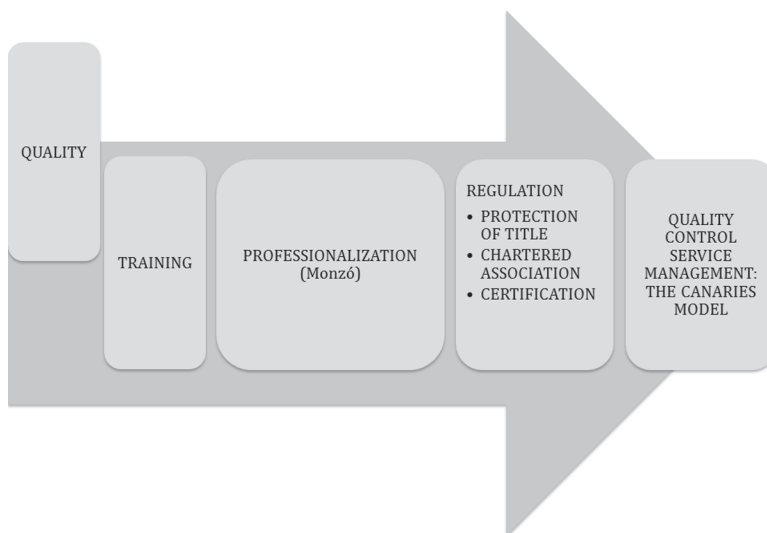 QUALITY
TRAINING
PROFESSIONALIZATION
(Monzó)
REGULATION
• PROTECTION
OF TITLE
• CHARTERED
ASSOCIATION
• CERTIFICATION
QUALITY
CONTROL
SERVICE
MANAGEMENT:
THE CANARIES
MODEL